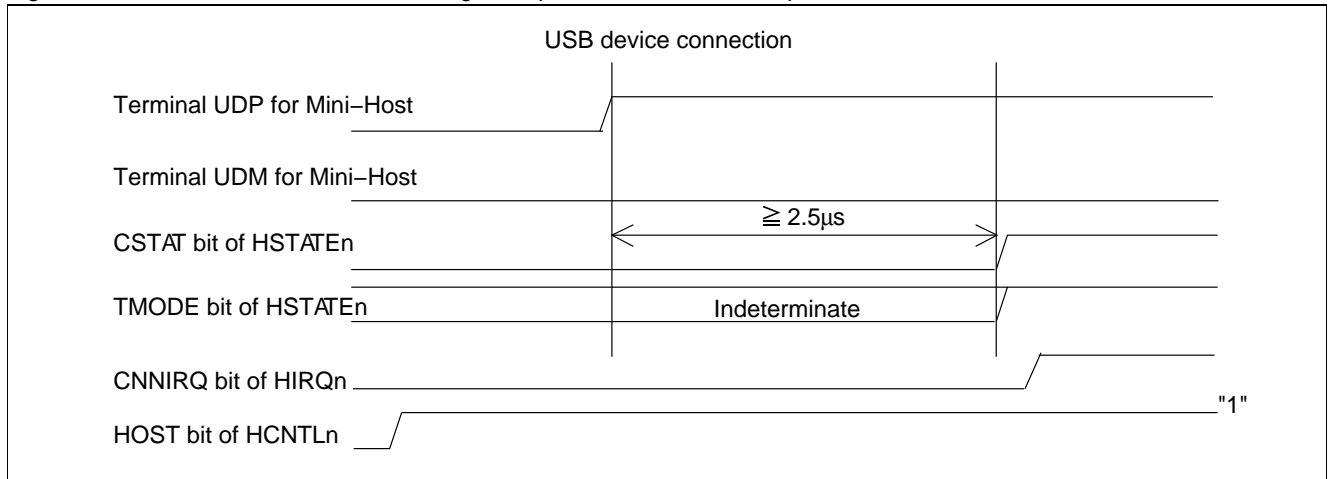 USB device connection
Terminal UDP for Mini−Host
Terminal UDM for Mini−Host
≧ 2.5μs
CSTAT bit of HSTATEn
TMODE bit of HSTATEn
Indeterminate
CNNIRQ bit of HIRQn
"1"
HOST bit of HCNTLn